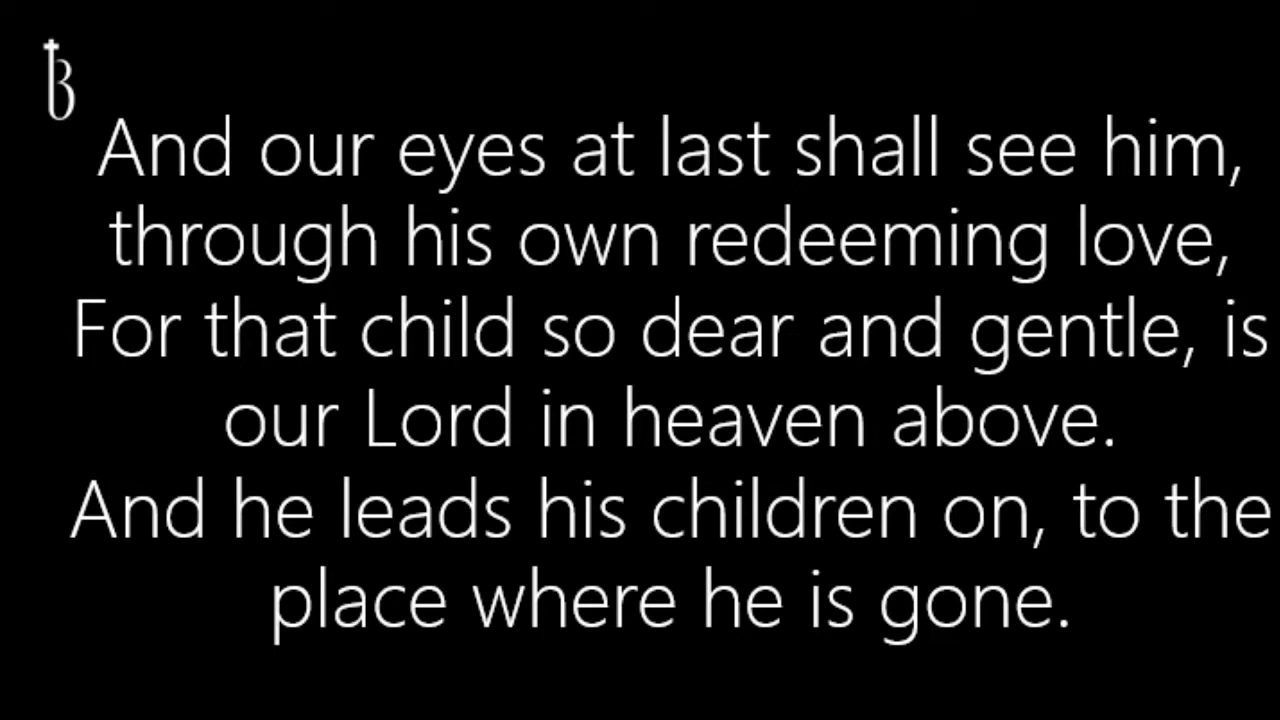 B
And our eyes at last shall see him,
through his own redeeming love,
For that child so dear and gentle, is
our Lord in heaven above.
And he leads his children on, to the
place where he is gone.